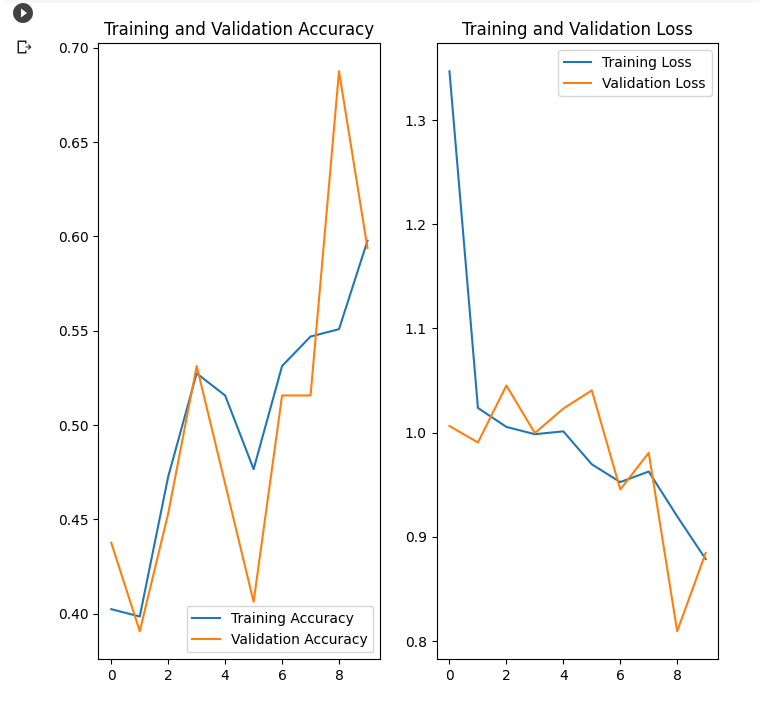 Training and Validation Accuracy
0.70
0.65
0.60
0.55
0.50
0.45
0.40
Training Accuracy
Validation Accuracy
0 2 4 6 8
Training and Validation Loss
Training Loss
Validation Loss
1.3
1.2
1.1
1.0
0.9
0.8
0 2 4 6 8